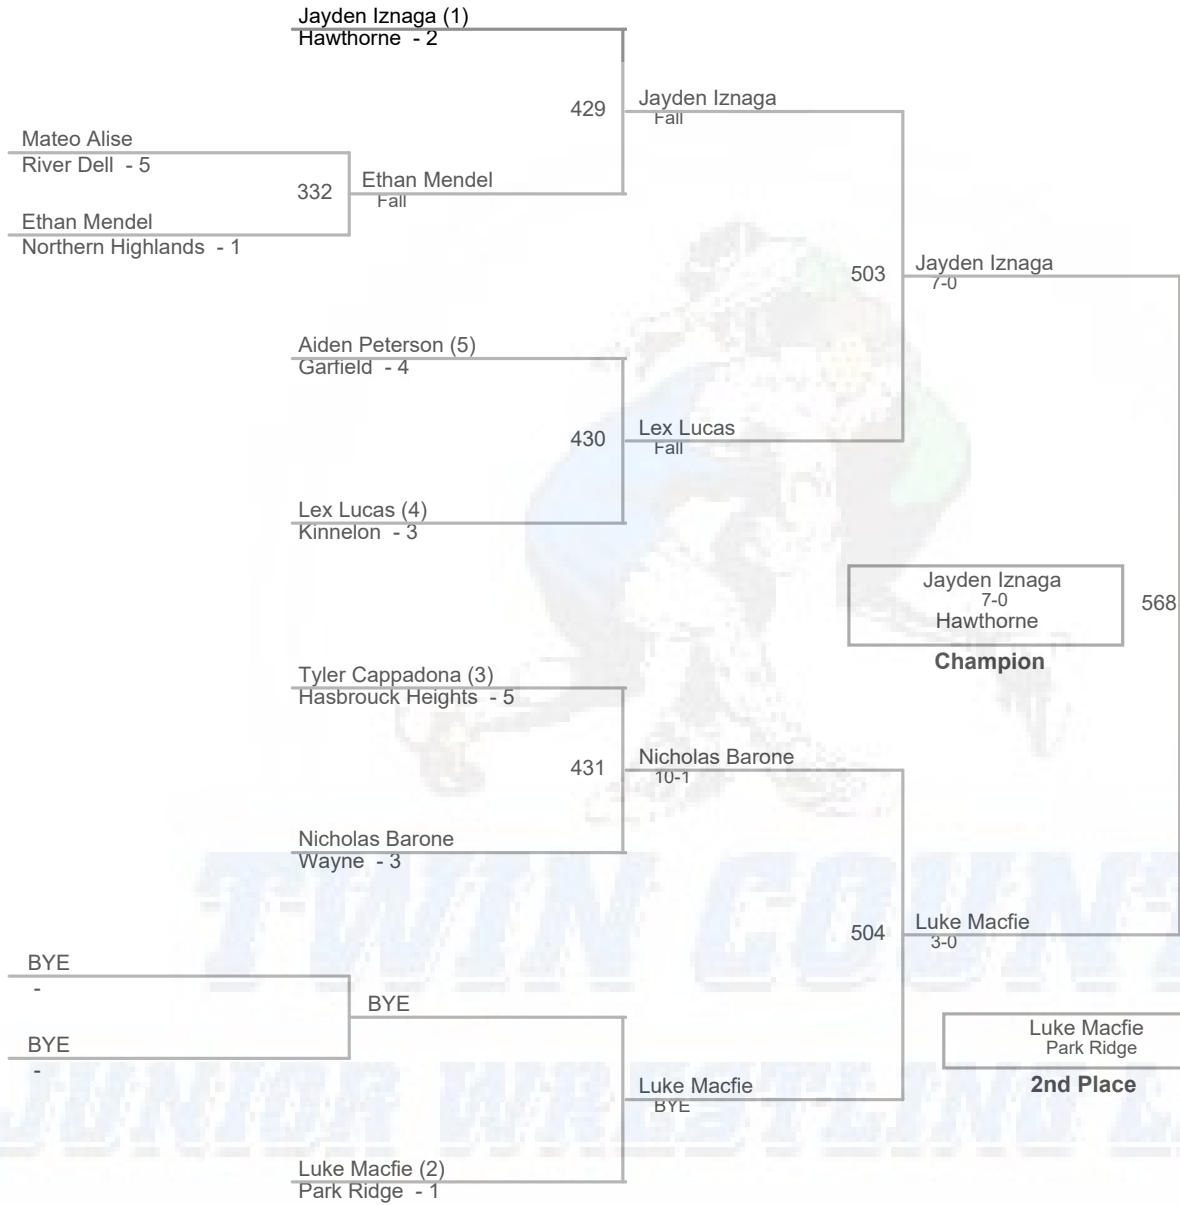 Jayden Iznaga (1)
Hawthorne - 2
429
Jayden Iznaga
Fall
Mateo Alise
River Dell - 5
332
Ethan Mendel
Fall
Ethan Mendel
Northern Highlands - 1
503
Jayden Iznaga
7-0
Aiden Peterson (5)
Garfield - 4
430
Lex Lucas
Fall
Lex Lucas (4)
Kinnelon - 3
Jayden Iznaga
7-0
Hawthorne
568
Champion
Tyler Cappadona (3)
Hasbrouck Heights - 5
431
Nicholas Barone
10-1
Nicholas Barone
Wayne - 3
TWIN COUNT
504
Luke Macfie
3-0
BYE
-
BYE
BYE
-
Luke Macfie
Park Ridge
2nd Place
JUNIOR WRESTLING
Luke Macfie
BYE
Luke Macfie (2)
Park Ridge - 1